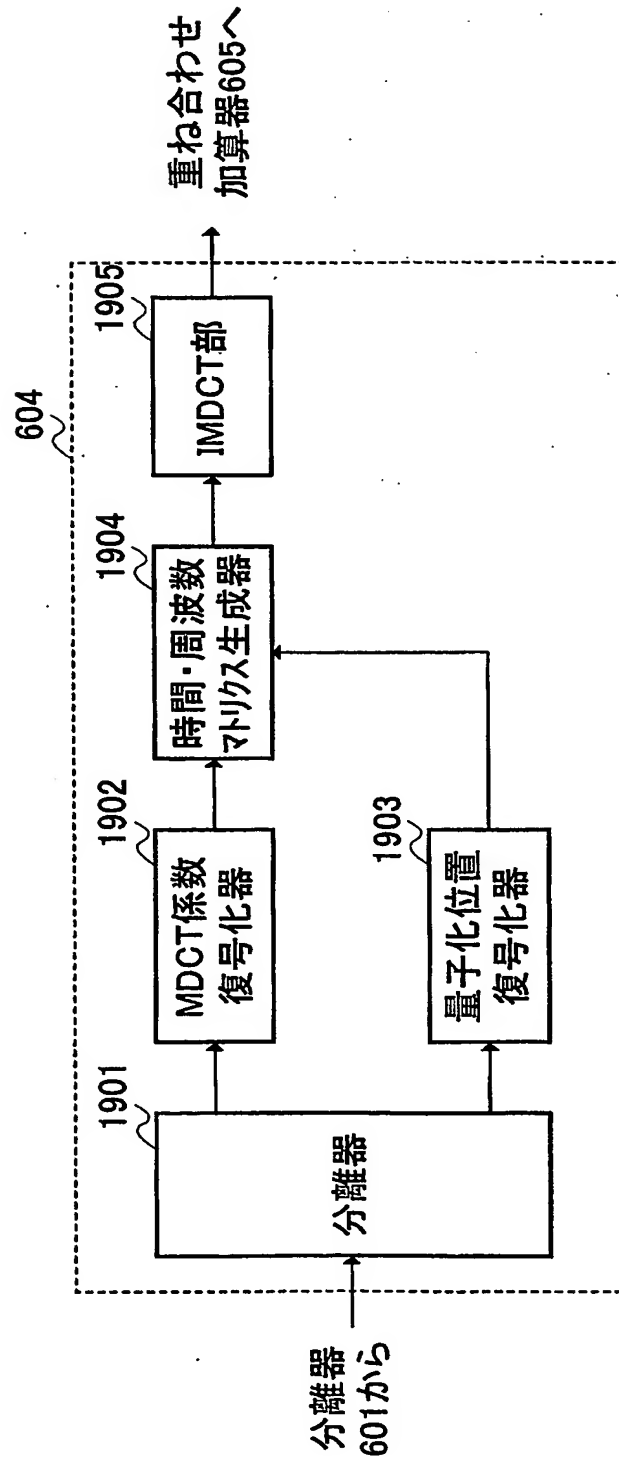 604
分離器
601から
1901
分離器
1902
MDCT係数
復号化器
1903
量子化位置
復号化器
1904
時間・周波数
マトリクス生成器
1905
IMDCT部
重ね合わせ
加算器605へ